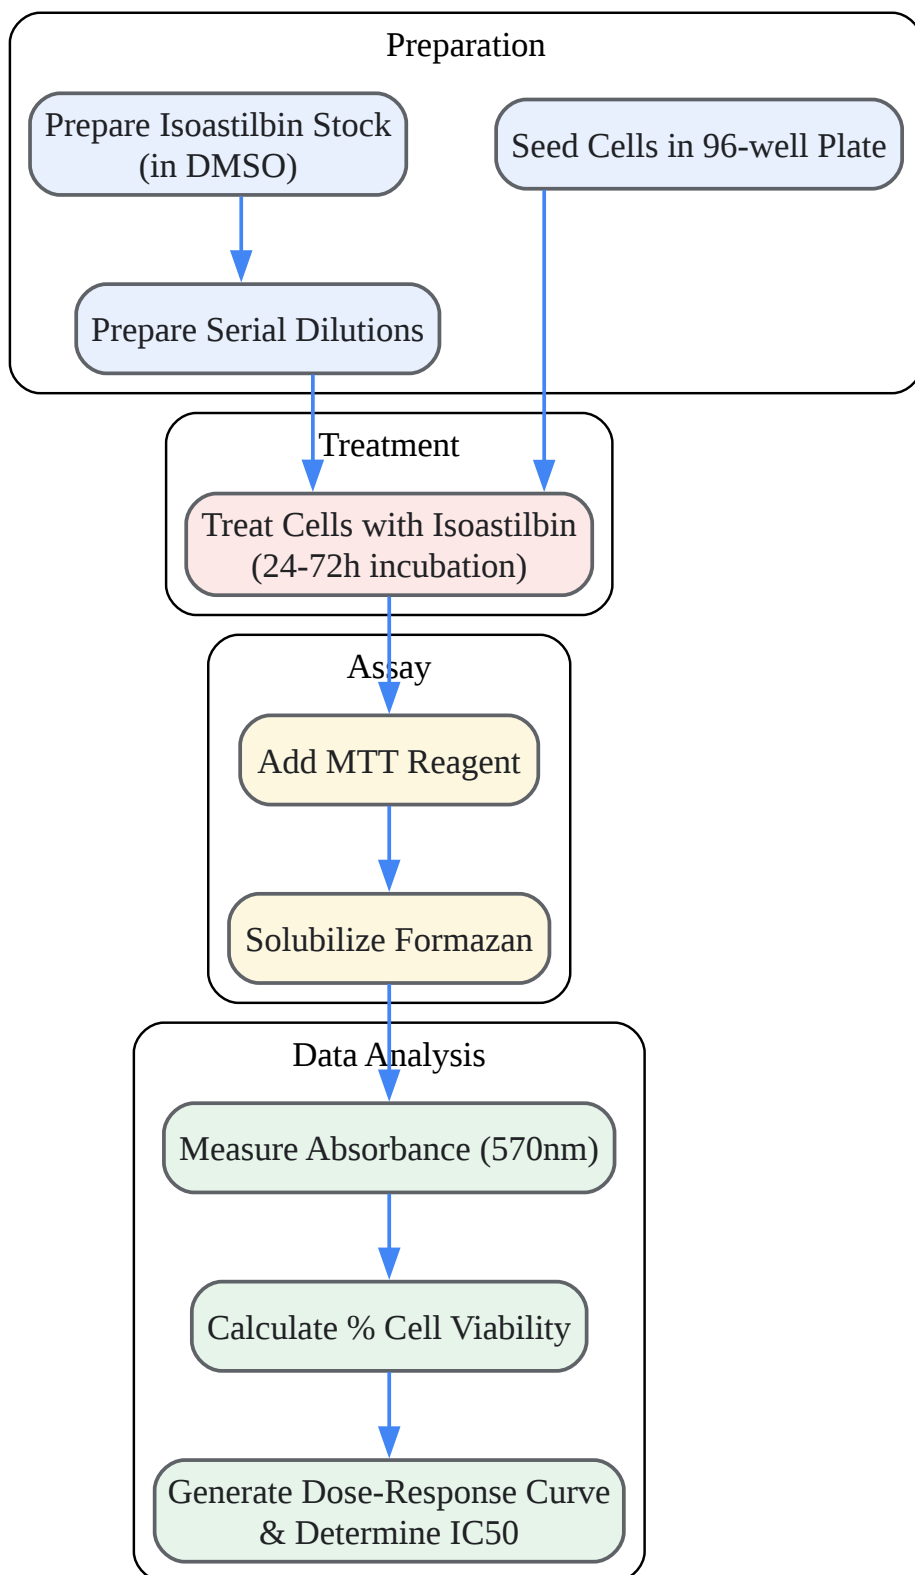 Preparation
Prepare Isoastilbin Stock
(in DMSO)
Seed Cells in 96-well Plate
Prepare Serial Dilutions
Treatment
Treat Cells with Isoastilbin
(24-72h incubation)
Assay
Add MTT Reagent
Solubilize Formazan
Data Analysis
Measure Absorbance (570nm)
Calculate % Cell Viability
Generate Dose-Response Curve
& Determine IC50